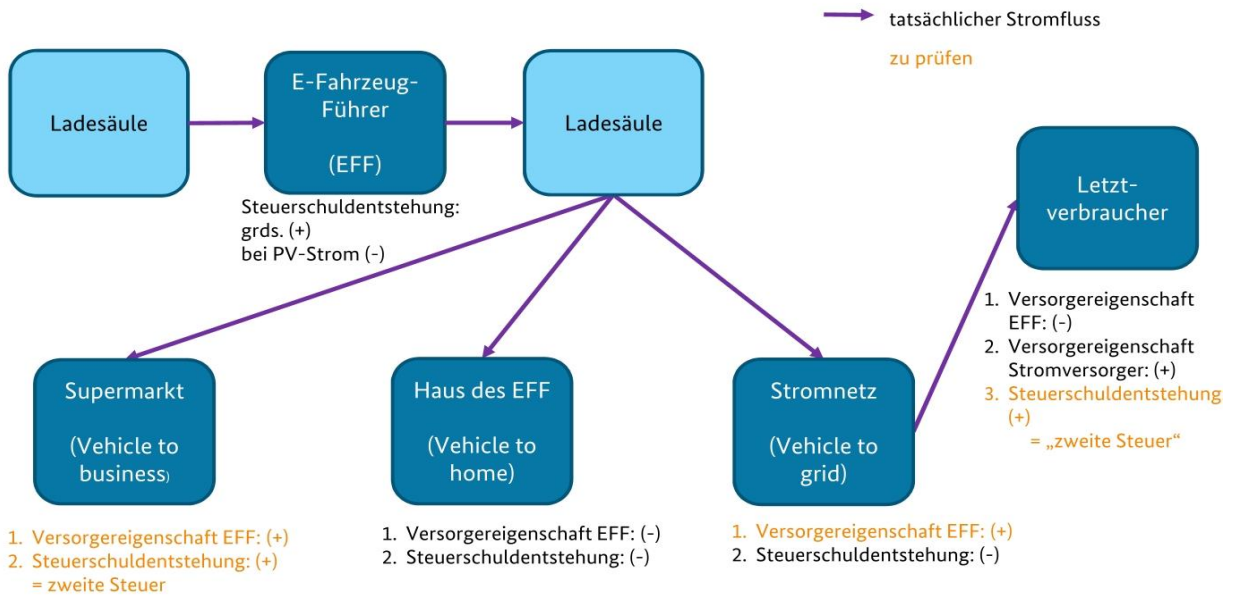 tatsächlicher Stromfluss
zu prüfen
Ladesäule
E-Fahrzeug-
Führer
(EFF)
Ladesäule
Steuerschuldentstehung:
grds. (+)
bei PV-Strom (-)
Letzt-
verbraucher
1. Versorgereigenschaft
EFF: (-)
2. Versorgereigenschaft
Stromversorger: (+)
3. Steuerschuldentstehung
(+)
= „zweite Steuer“
Supermarkt
(Vehicle to
business)
1. Versorgereigenschaft EFF: (+)
2. Steuerschuldentstehung: (+)
= zweite Steuer
Haus des EFF
(Vehicle to
home)
1. Versorgereigenschaft EFF: (-)
2. Steuerschuldentstehung: (-)
Stromnetz
(Vehicle to
grid)
1. Versorgereigenschaft EFF: (+)
2. Steuerschuldentstehung: (-)